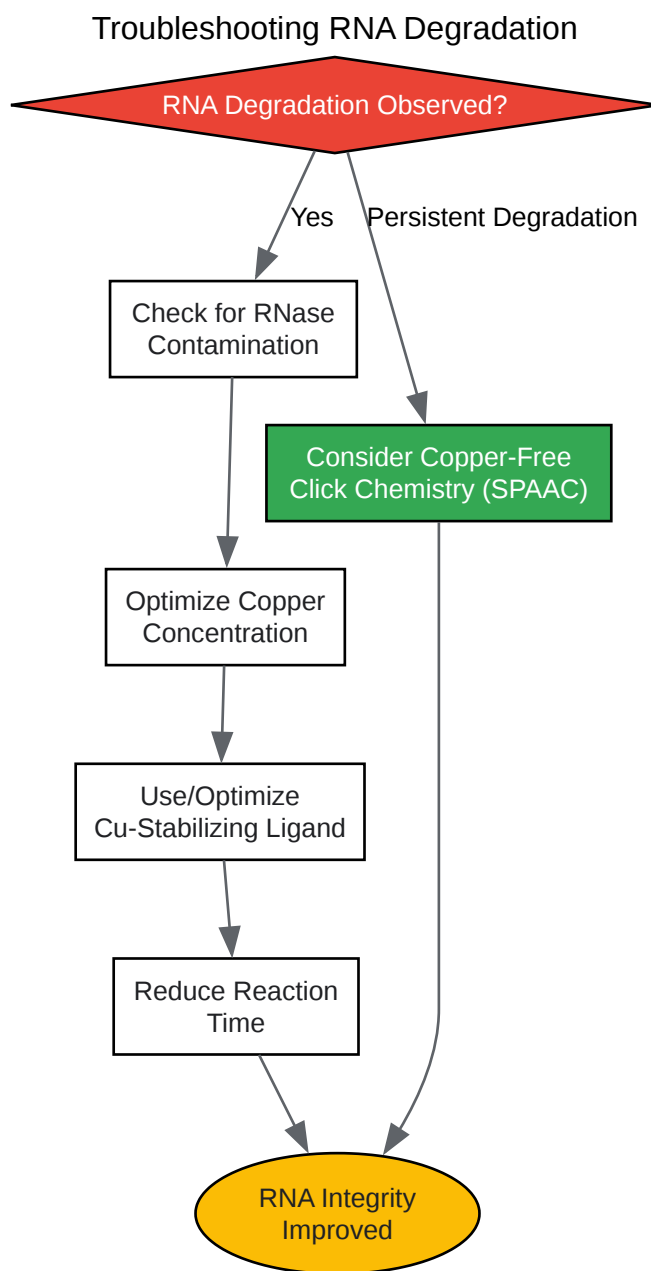 Troubleshooting RNA Degradation
RNA Degradation Observed?
Yes
Persistent Degradation
Check for RNase
Contamination
Consider Copper-Free
Click Chemistry (SPAAC)
Optimize Copper
Concentration
Use/Optimize
Cu-Stabilizing Ligand
Reduce Reaction
Time
RNA Integrity
Improved